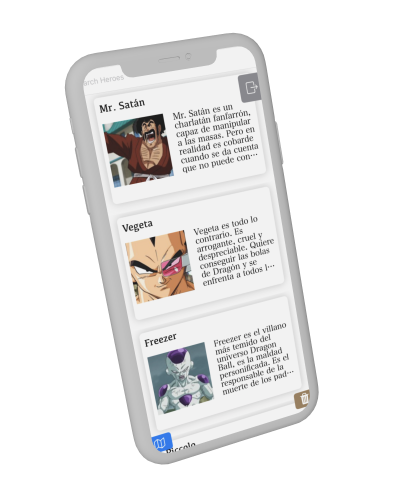 arch Heroes
Mr. Satán
Mr. Satán es un
charlatán fanfarrón,
capaz de manipular
a las masas. Pero en
realidad es cobarde
cuando se da cuenta
que no puede con···
Vegeta
Vegeta es todo lo
contrario. Es
arrogante, cruel y
despreciable. Quiere
conseguir las bolas
de Dragón y se
enfrenta a todos l···
Freezer
Freezer es el villano
más temido del
universo Dragon
Ball, es la maldad
personificada. Es el
responsable de la
muerte de los pad···
Piccolo